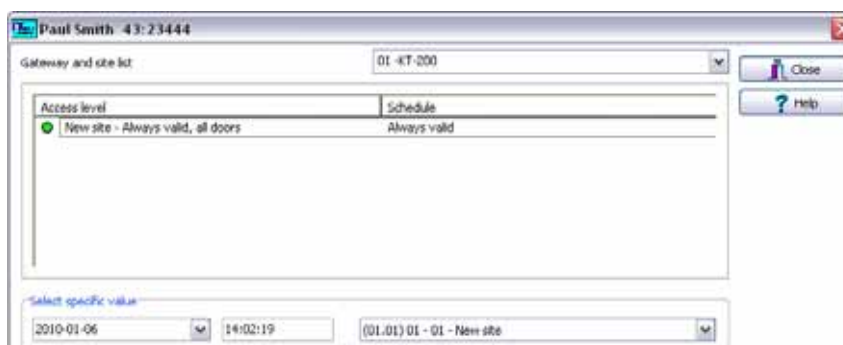 Paul Smith 43:23444
Gateway and site list 01 -KT-200
Close
Access level Schedule
Help
New site - Always valid, all doors Always valid
Select specific value
2010-01-06 14:02:19 (01.01) 01 - 01 - New site